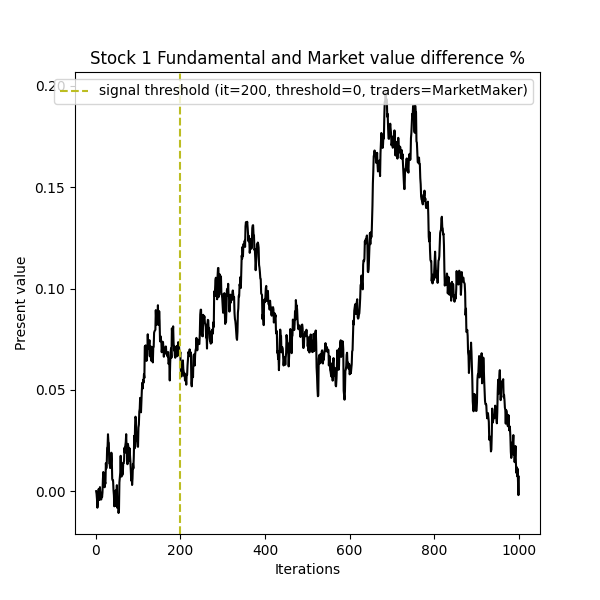 Stock 1 Fundamental and Market value difference %
signal threshold (it=200, threshold=0, traders=MarketMaker)
0.20
0.15
0.10
0.05
0.00
Present value
0 200 400 600 800 1000
Iterations